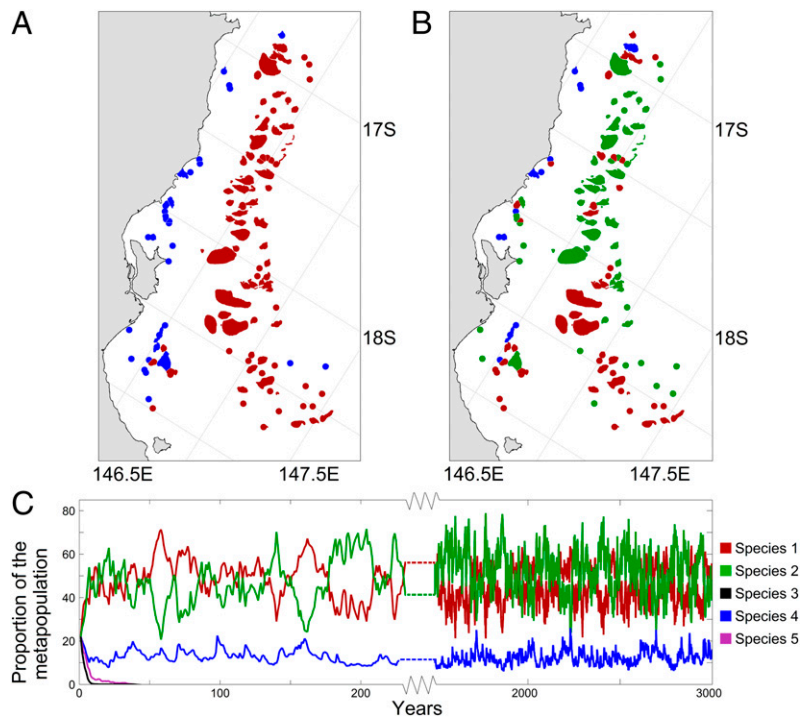 A
B
17S
17S
18S
18S
146.5E
147.5E
146.5E
147.5E
C
Proportion of the
metapopulation
80
60
40
20
0
0
100
200
2000
3000
Years
Species 1
Species 2
Species 3
Species 4
Species 5